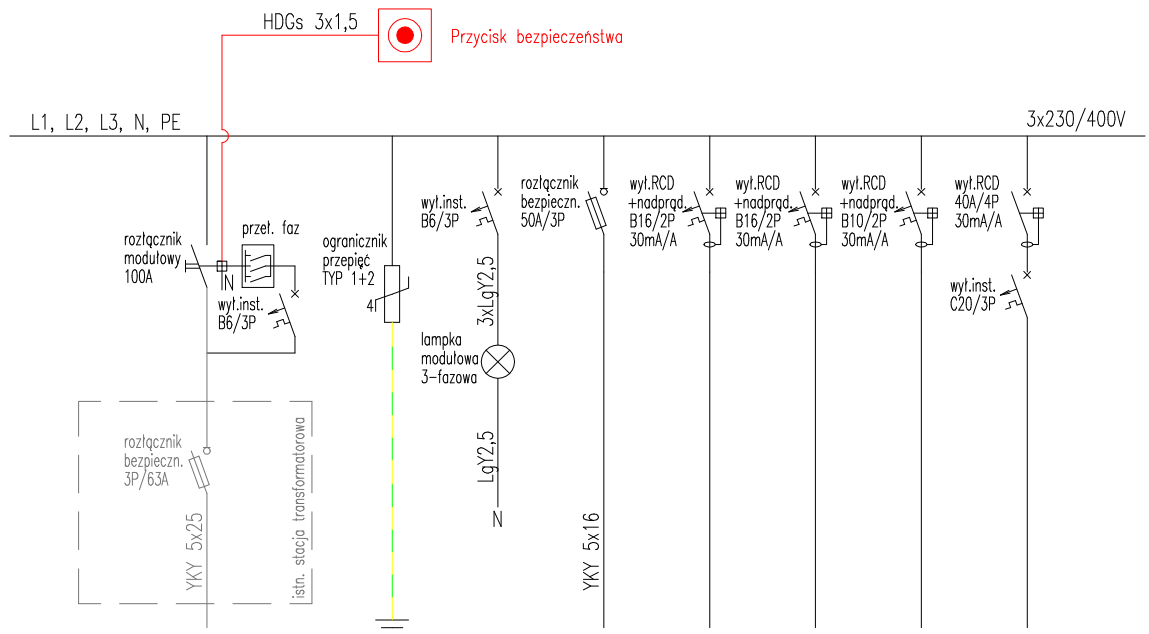 HDGs 3x1,5
Przycisk bezpieczeństwa
L1, L2, L3, N, PE
3x230/400V
rozłącznik
modułowy
100A
przeł. faz
IN
wył.inst.
B6/3P
ogranicznik
przepięć
TYP 1+2
4
wył.inst.
B6/3P
3xLgY2,5
lampka
modułowa
3-fazowa
LgY2,5
N
rozłącznik
bezpieczn.
50A/3P
YKY 5x16
wył.RCD
+nadprąd.
B16/2P
30mA/A
wył.RCD
+nadprąd.
B16/2P
30mA/A
wył.RCD
+nadprąd.
B10/2P
30mA/A
wył.RCD
40A/4P
30mA/A
wył.inst.
C20/3P
rozłącznik
bezpieczn.
3P/63A
YKY 5x25
istn. stacja transformatorowa